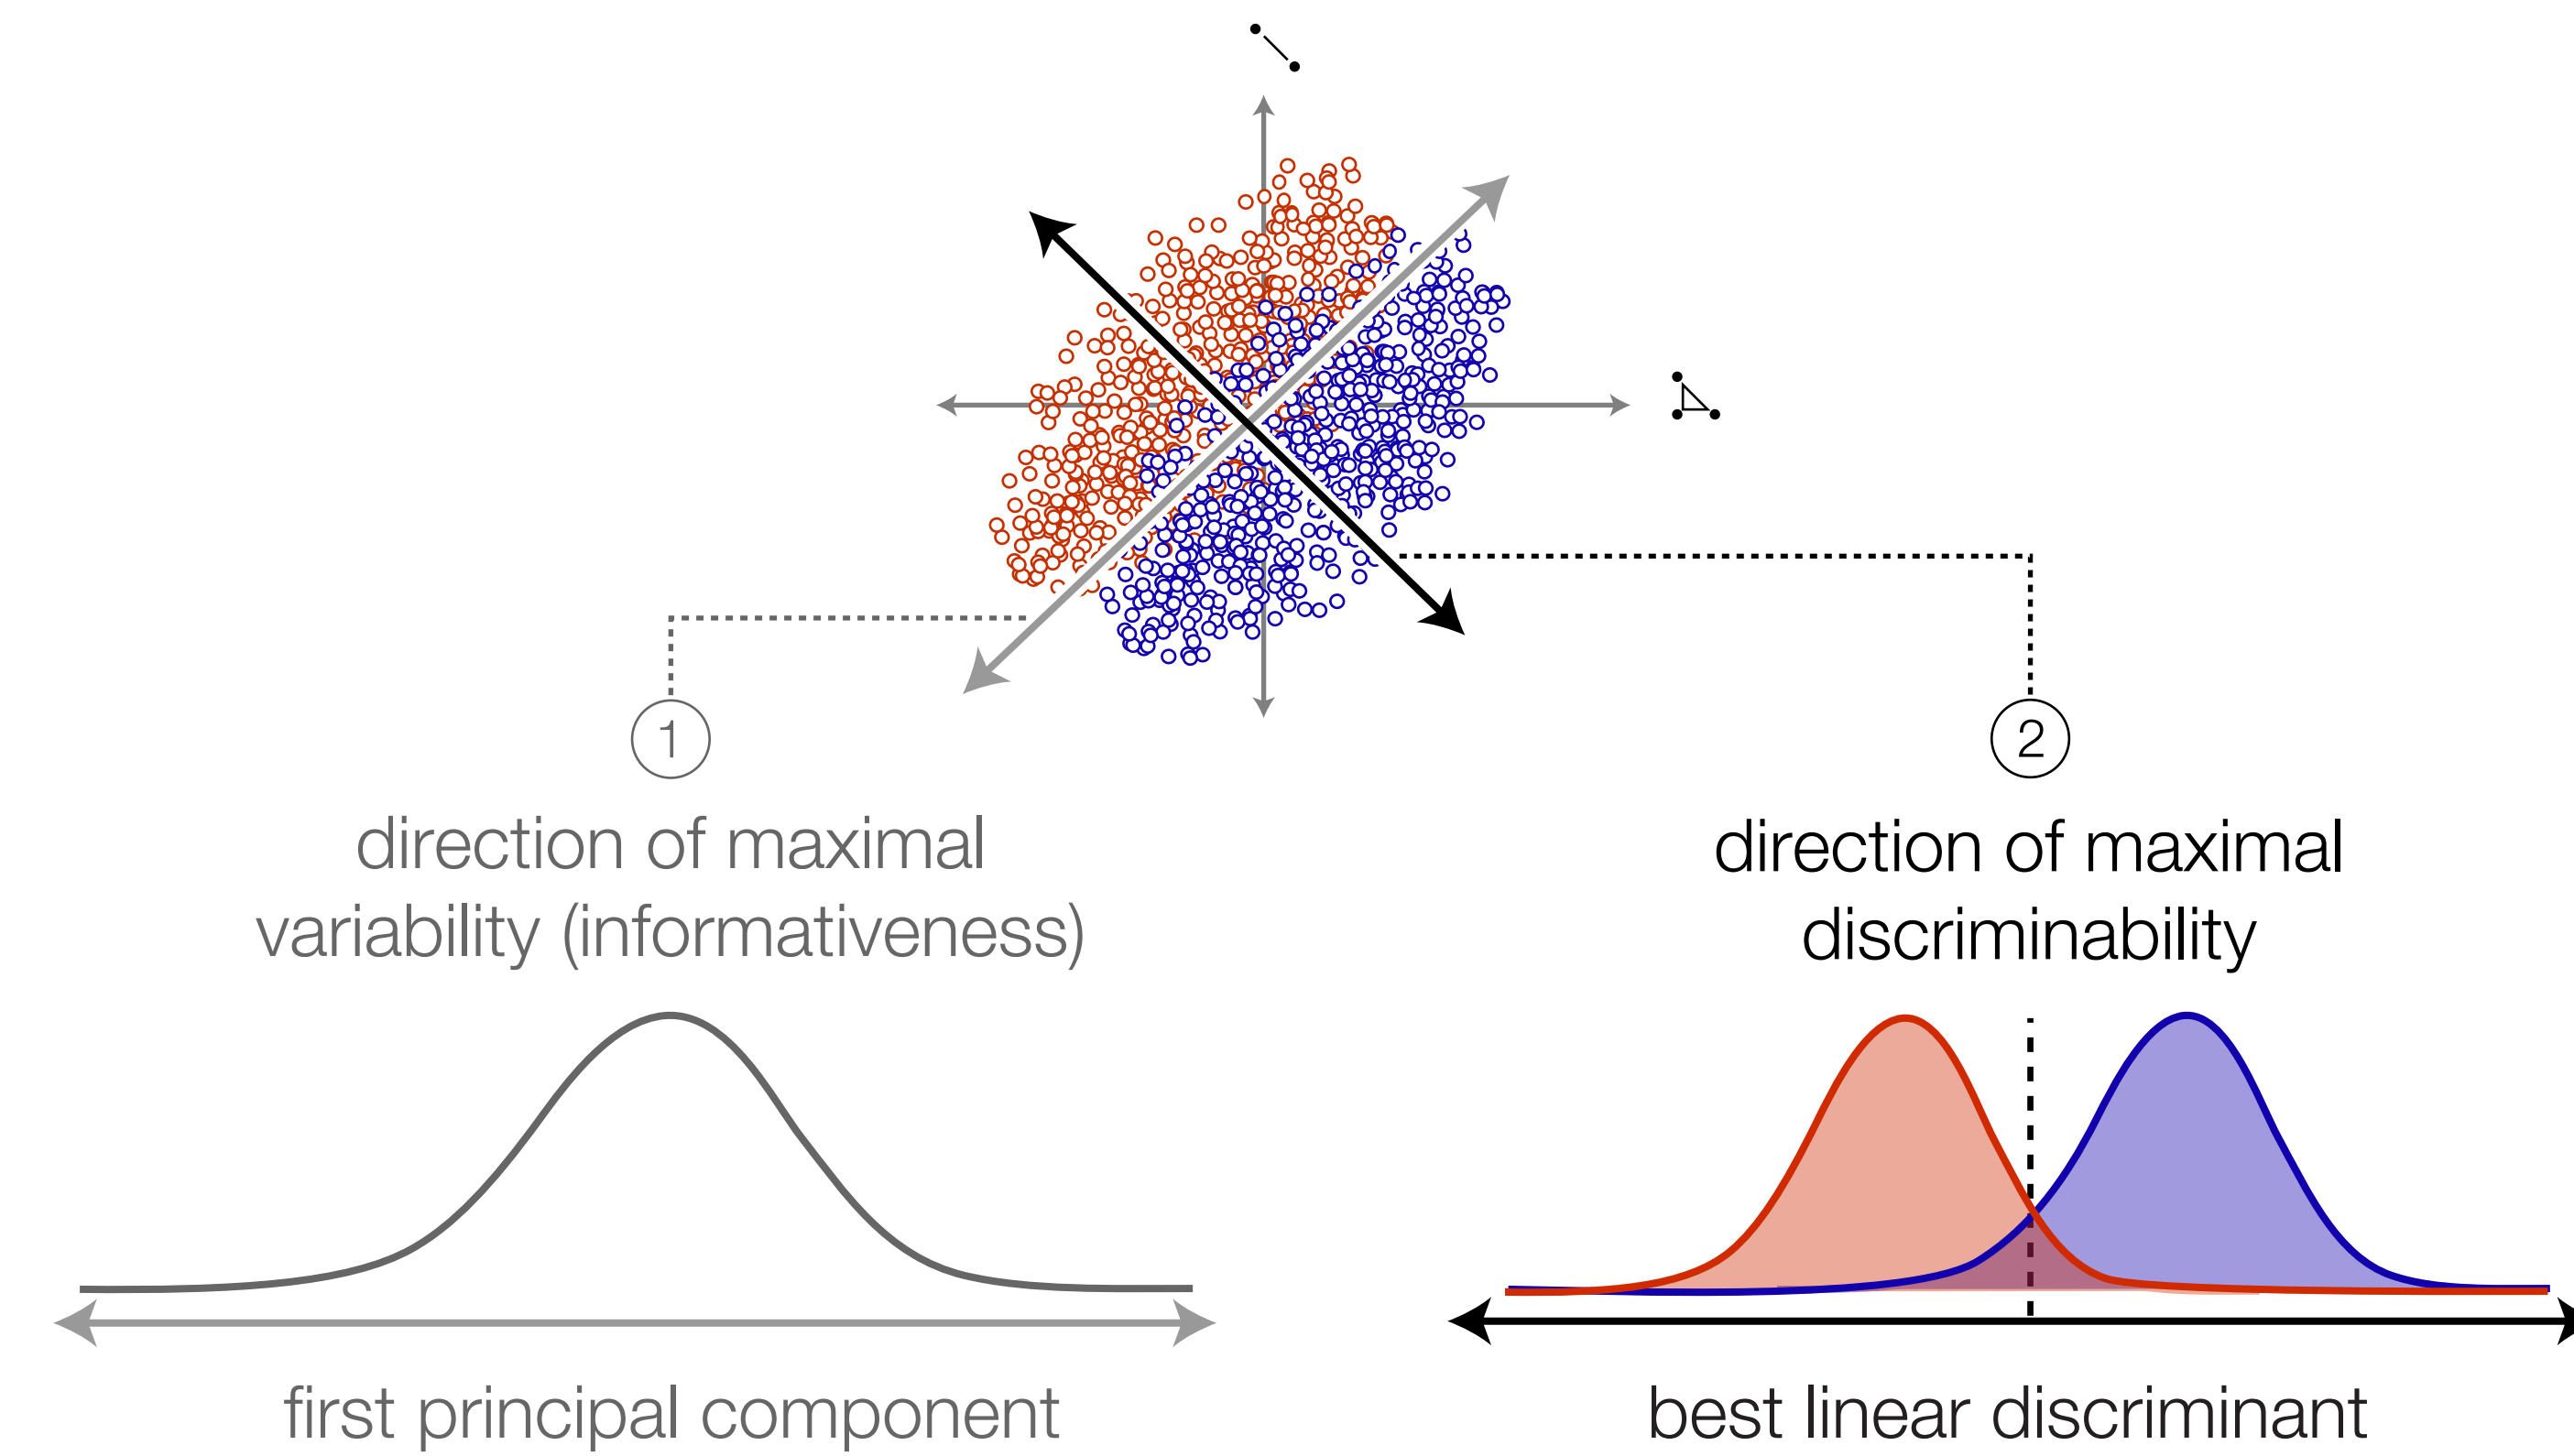 1
direction of maximal
variability (informativeness)
first principal component
2
direction of maximal
discriminability
best linear discriminant